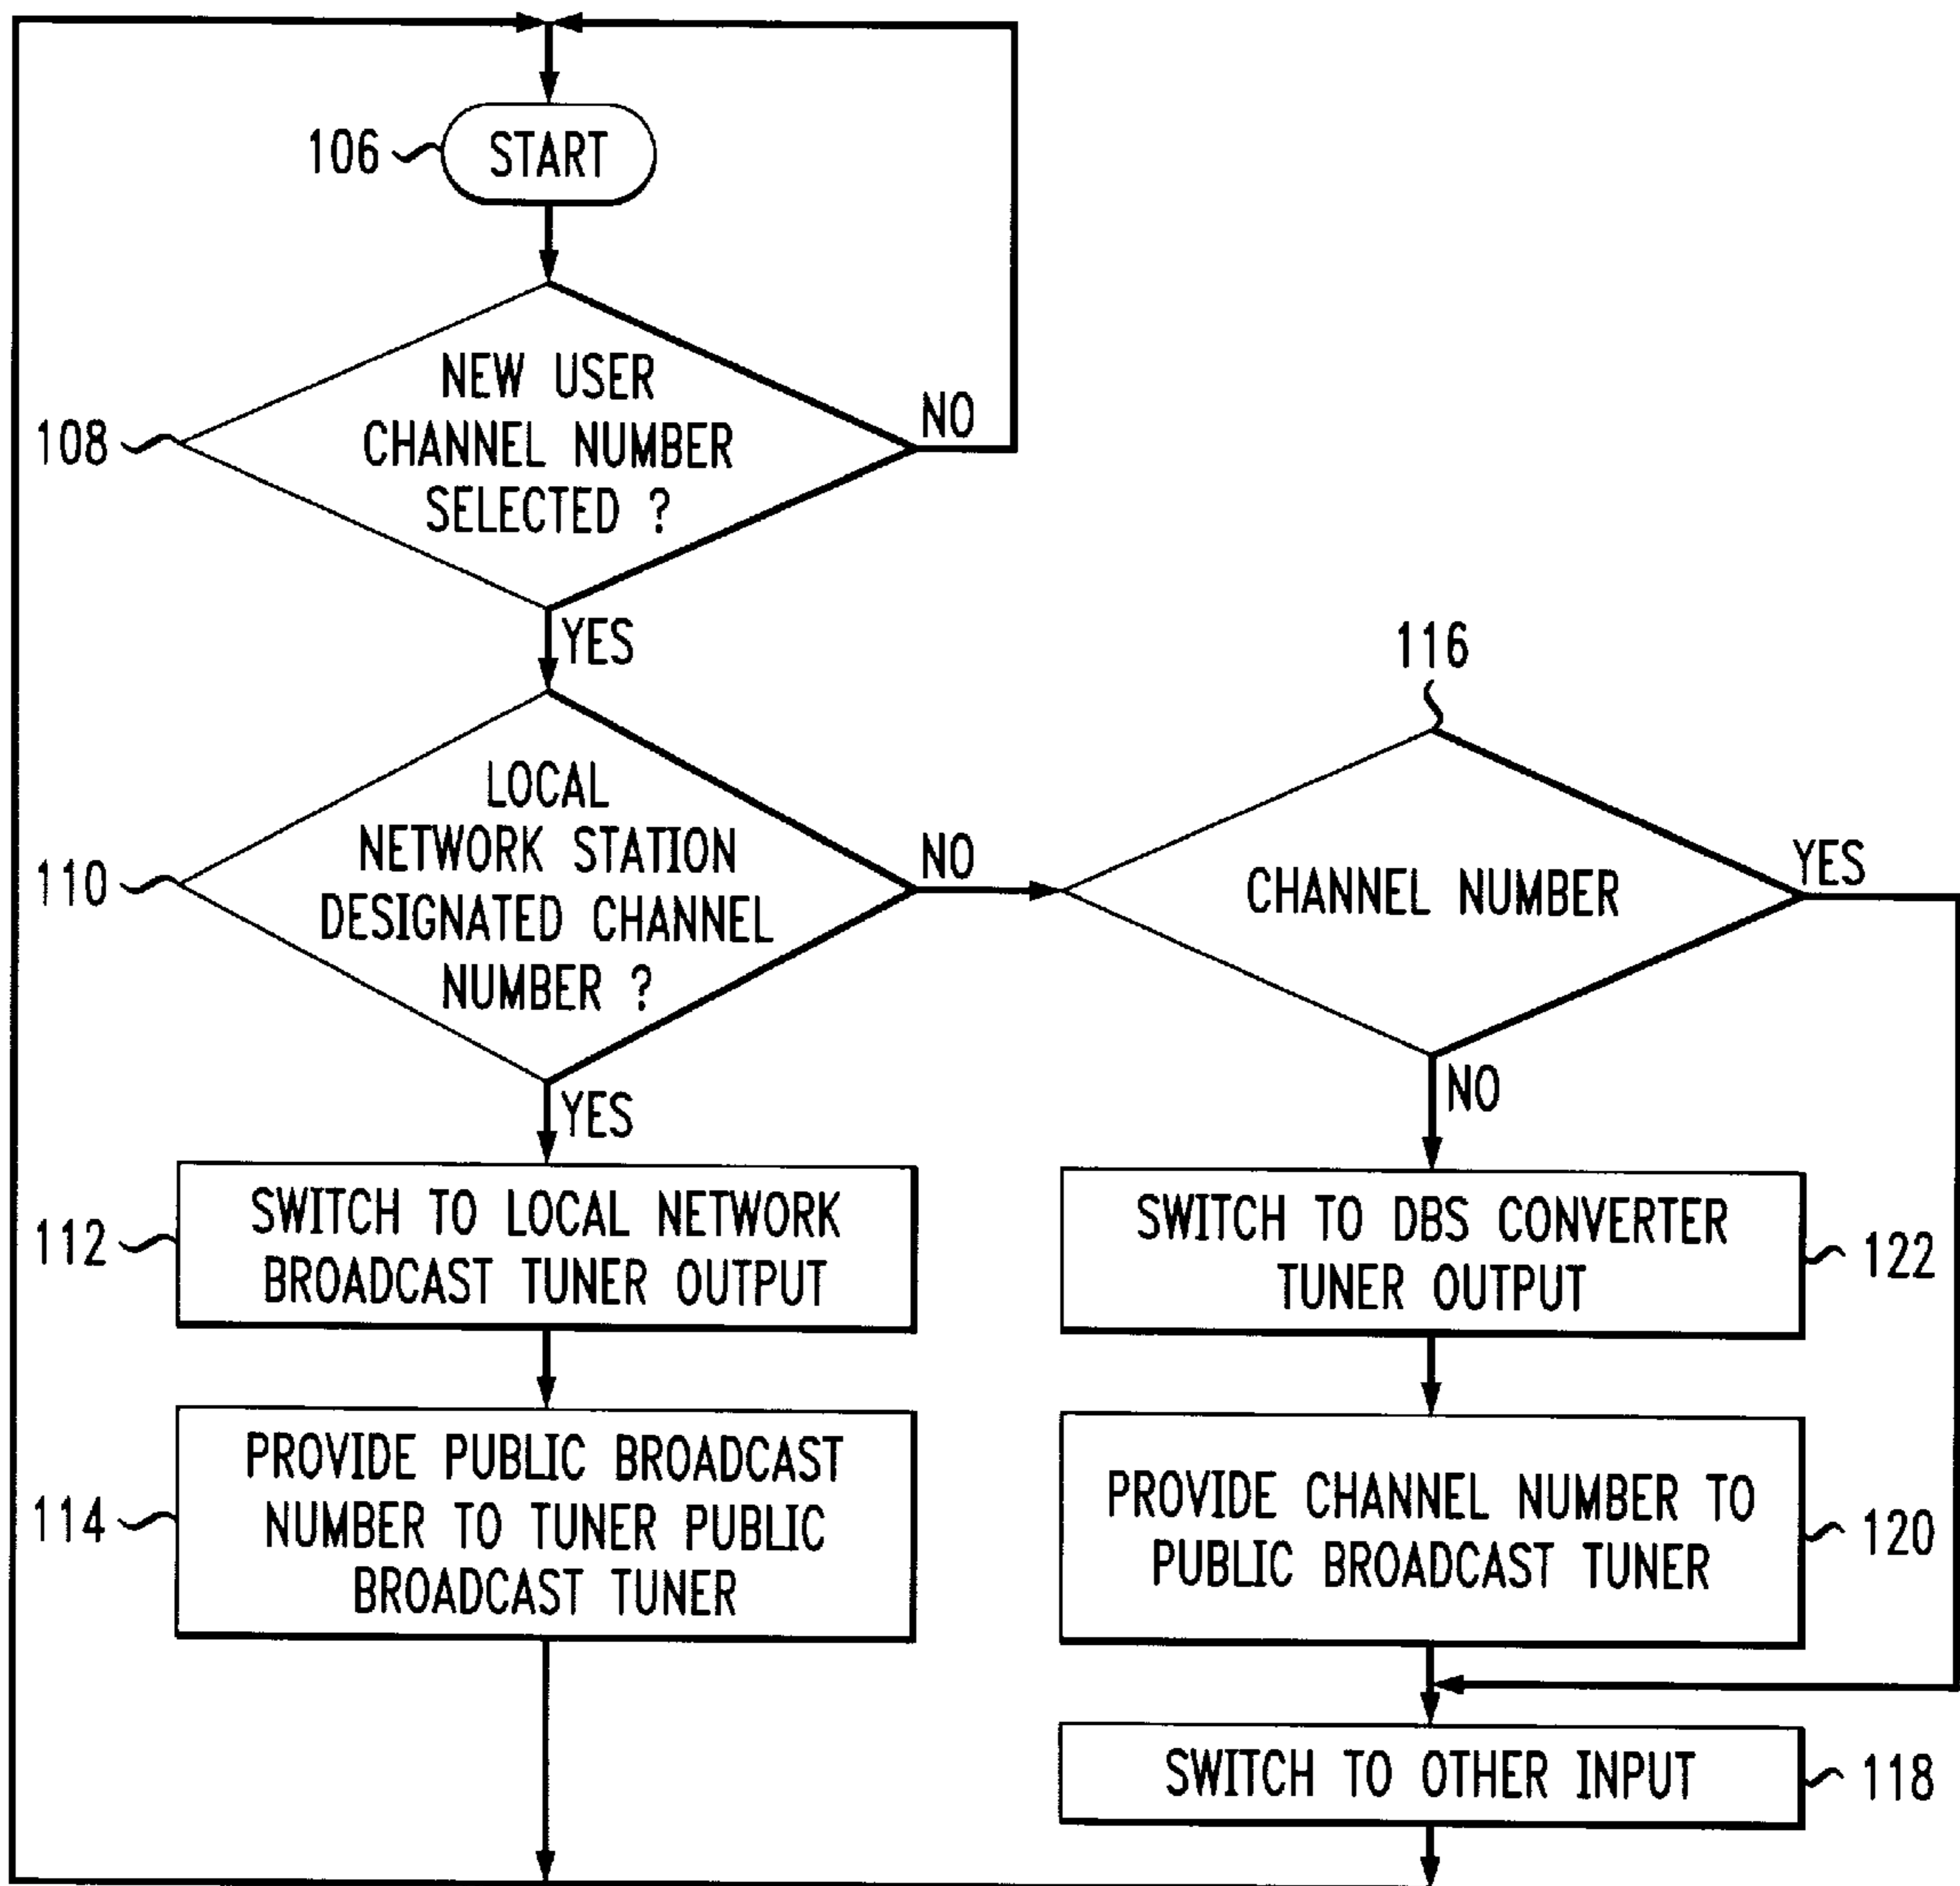 106
START
NEW USER
CHANNEL NUMBER
SELECTED ?
108
NO
YES
LOCAL
NETWORK STATION
DESIGNATED CHANNEL
NUMBER ?
110
NO
YES
116
CHANNEL NUMBER
YES
NO
112
SWITCH TO LOCAL NETWORK
BROADCAST TUNER OUTPUT
114
PROVIDE PUBLIC BROADCAST
NUMBER TO TUNER PUBLIC
BROADCAST TUNER
SWITCH TO DBS CONVERTER
TUNER OUTPUT
122
PROVIDE CHANNEL NUMBER TO
PUBLIC BROADCAST TUNER
120
SWITCH TO OTHER INPUT
118